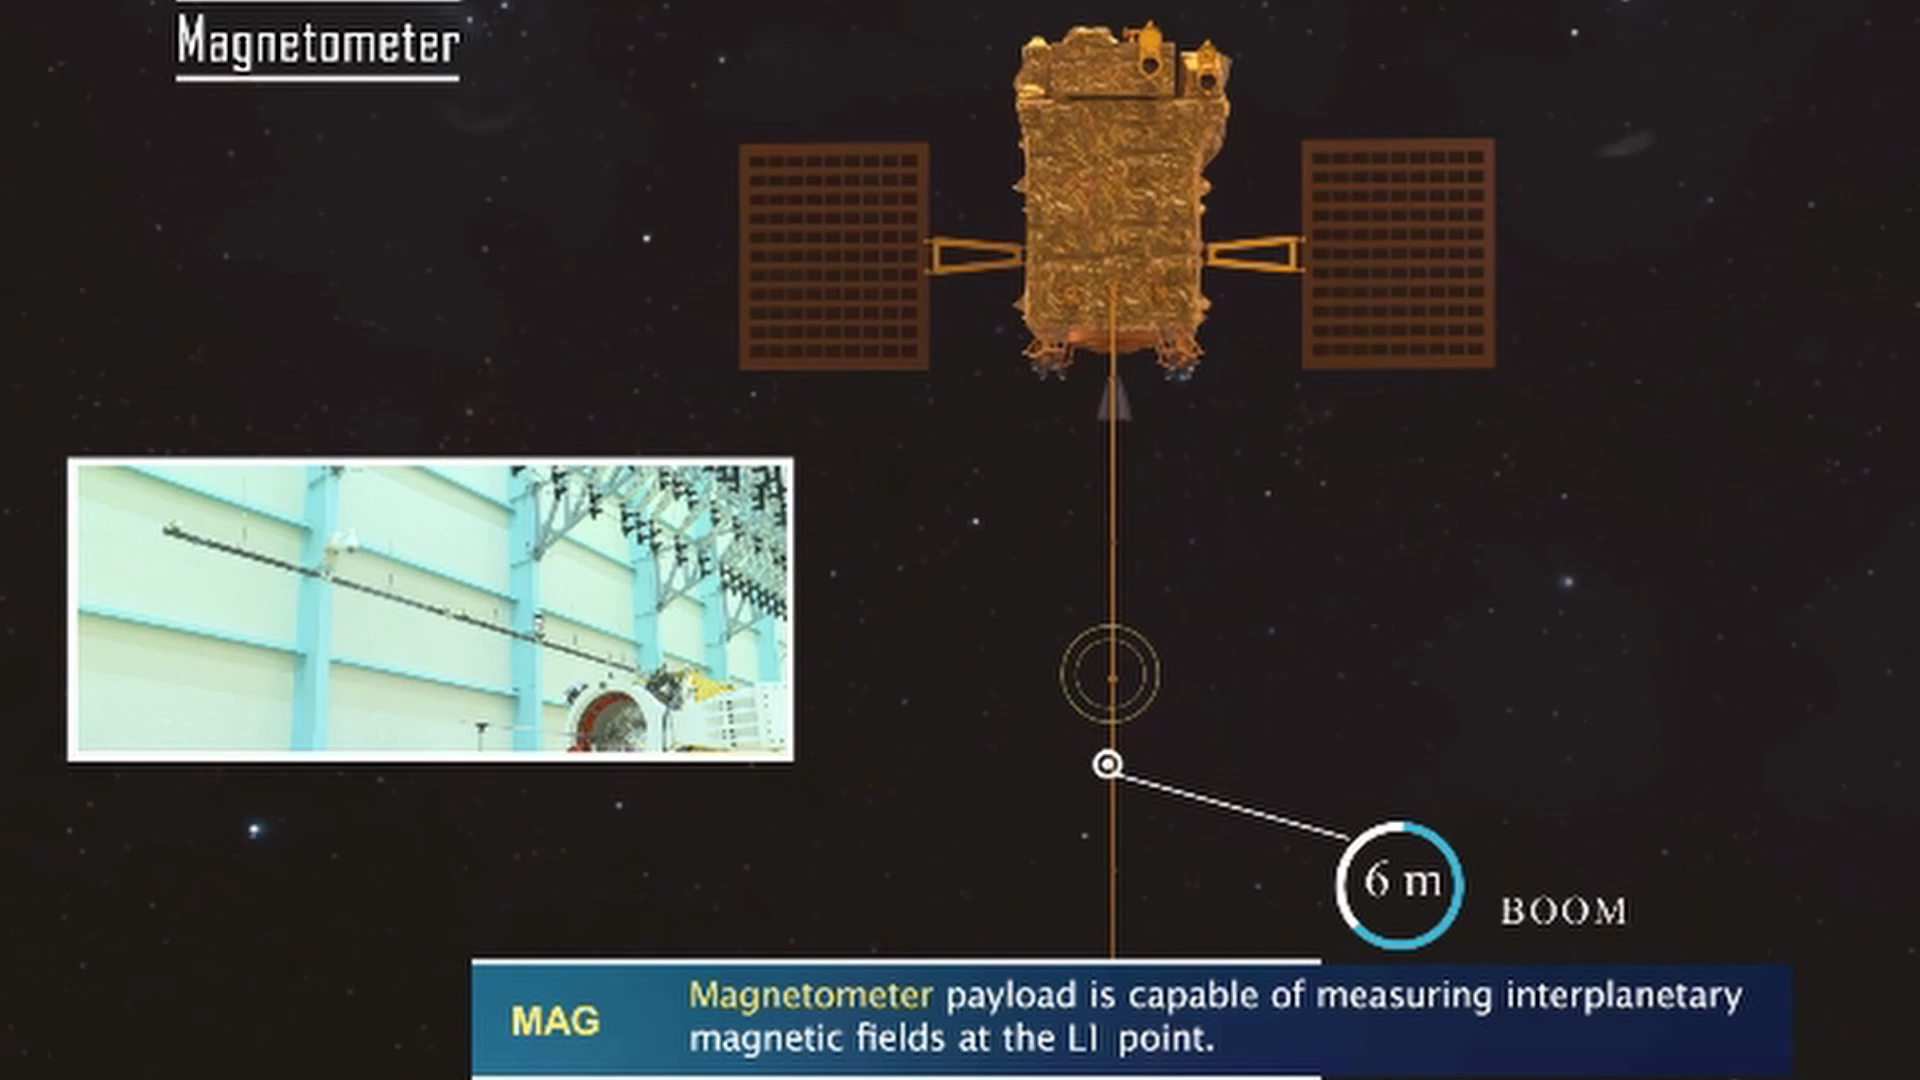 Magnetometer
6 m
BOOM
MAG
Magnetometer payload is capable of measuring interplanetary
magnetic fields at the L1 point.